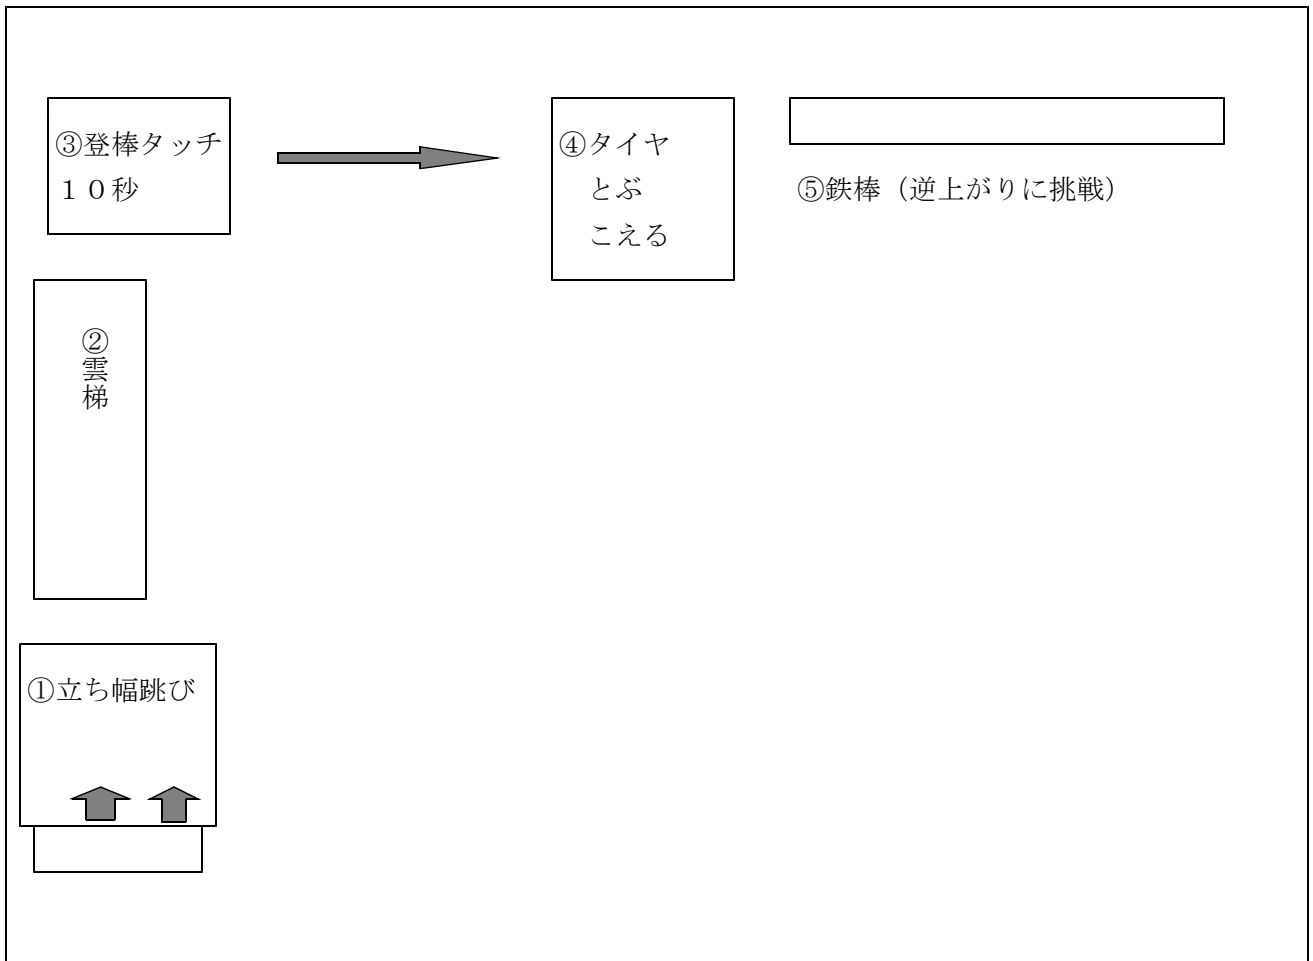 ③登棒タッチ
１０秒
④タイヤ
とぶ
こえる
⑤鉄棒（逆上がりに挑戦）
②雲梯
①立ち幅跳び